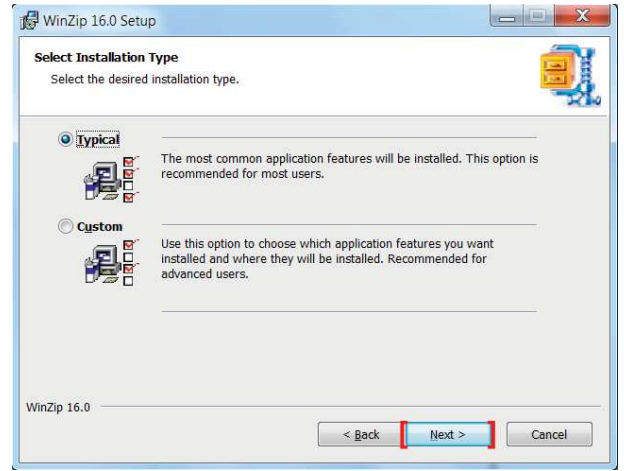 WinZip 16.0 Setup
Select Installation Type
Select the desired installation type.
Typical
The most common application features will be installed. This option is
recommended for most users.
Custom
Use this option to choose which application features you want
installed and where they will be installed. Recommended for
advanced users.
WinZip 16.0
< Back
Next >
Cancel